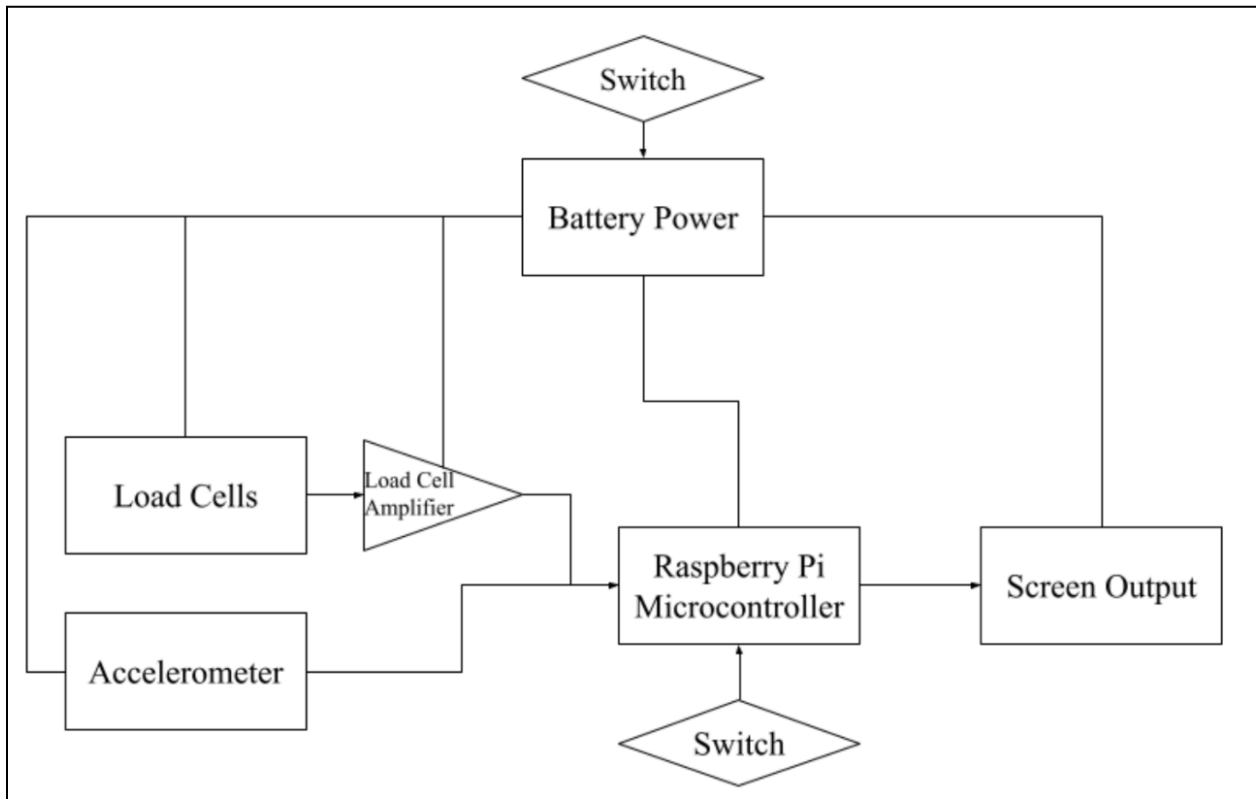 Switch
Battery Power
Load Cells
Load Cell
Amplifier
Raspberry Pi
Microcontroller
Screen Output
Accelerometer
Switch